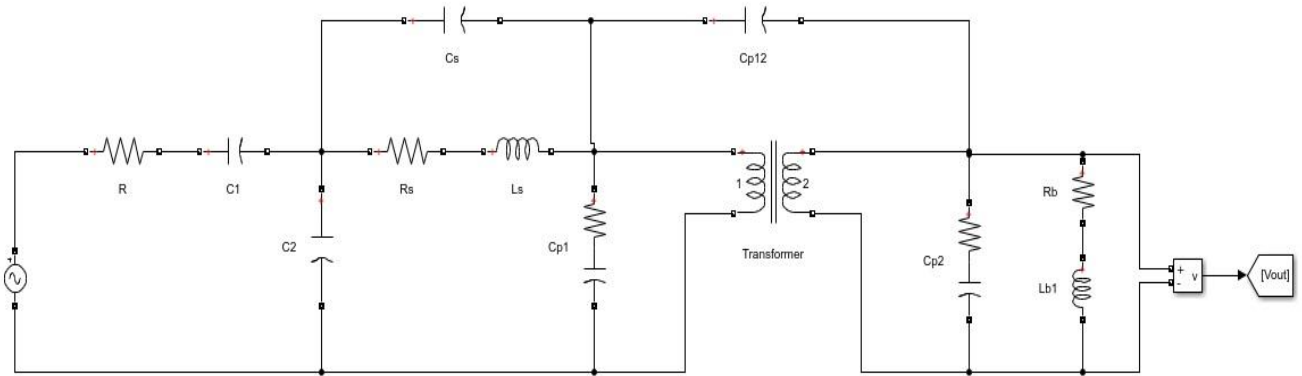 Cs
Cp12
R
C1
Rs
Ls
1
2
C2
Cp1
Transformer
Cp2
Rb
Lb1
+
-
v
[Vout]